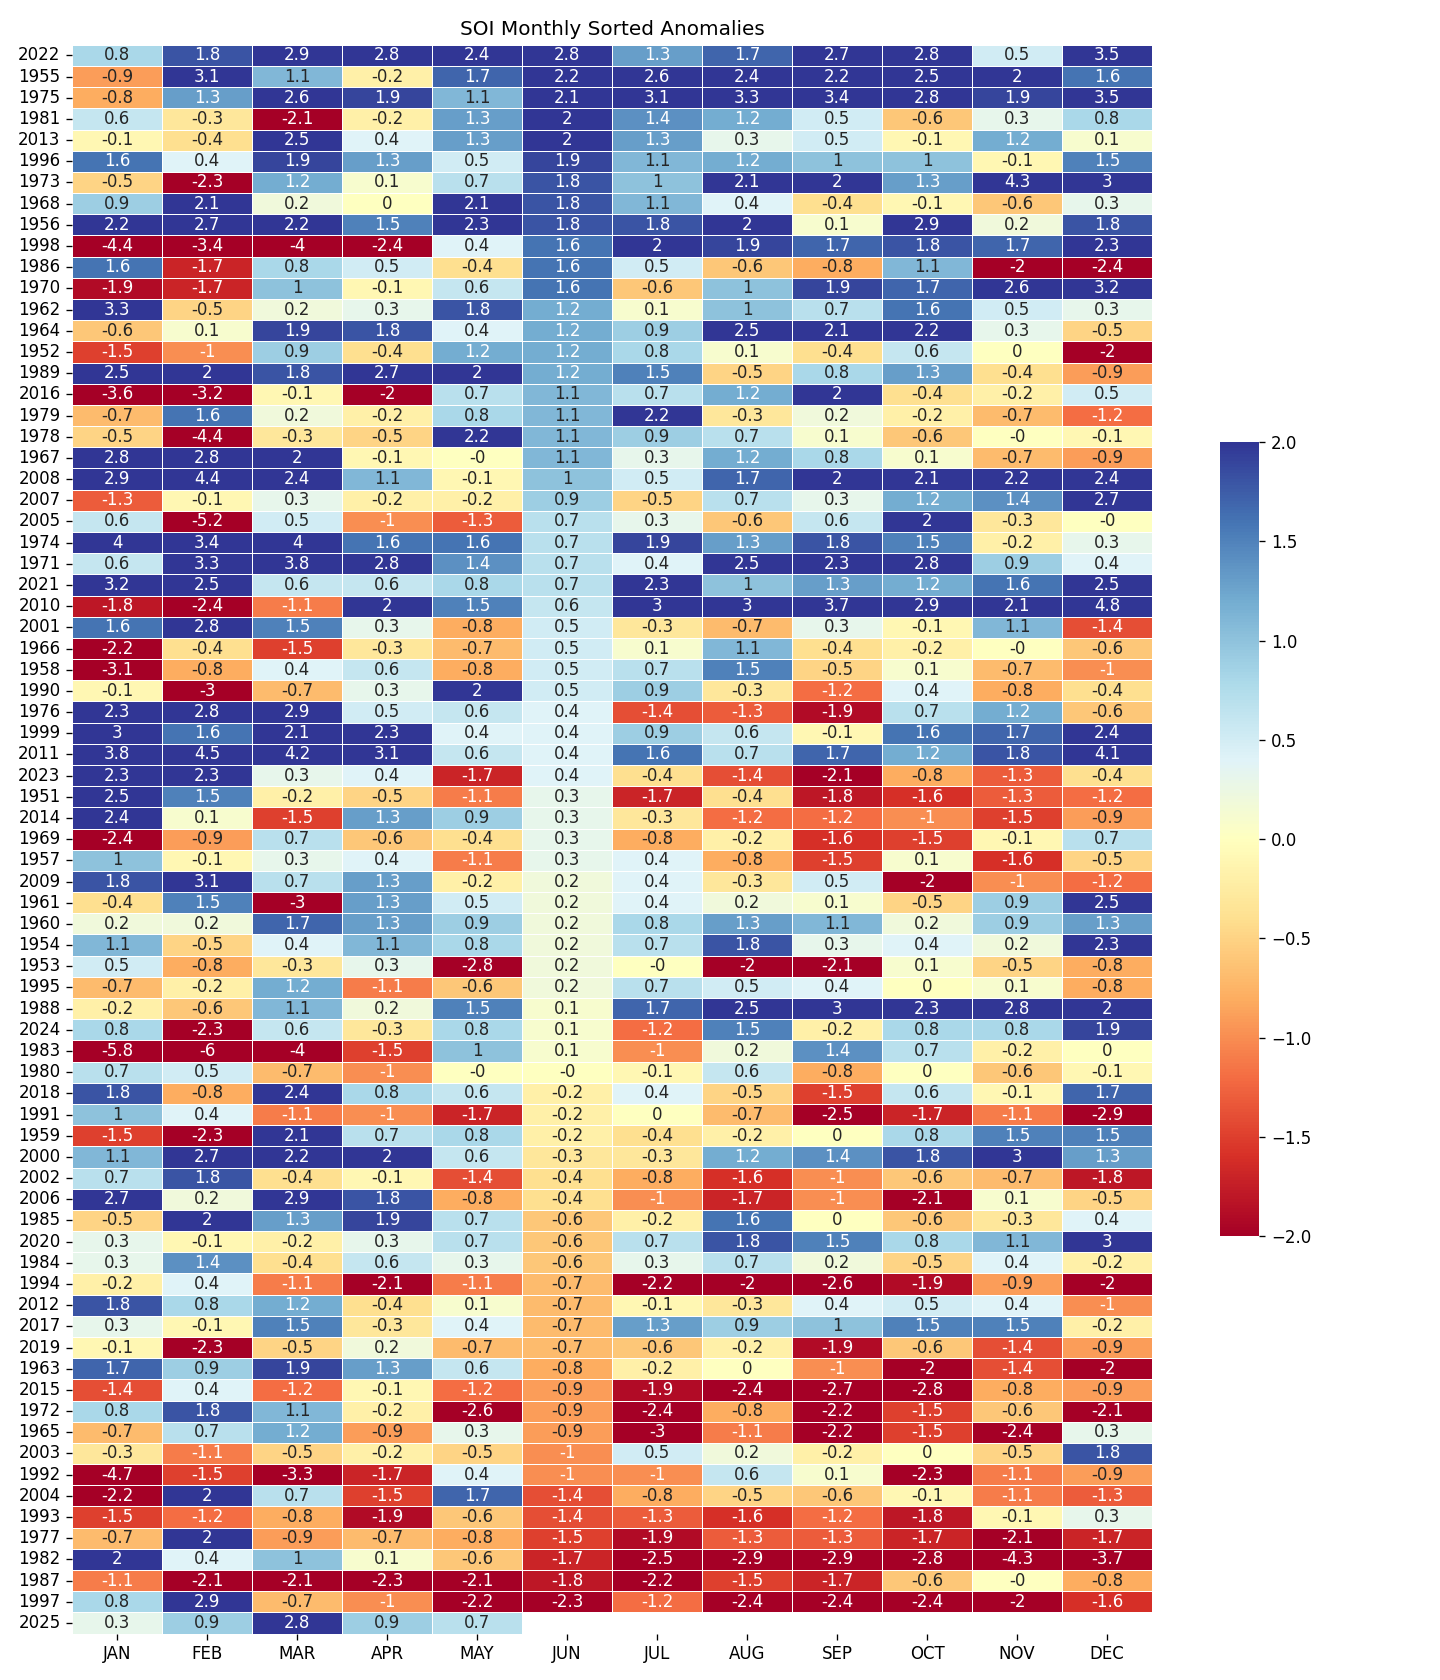 SOI Monthly Sorted Anomalies
2022 0.8 1.8 2.9 2.8 2.4 2.8 1.3 1.7 2.7 2.8 0.5 3.5
1955 -0.9 3.1 1.1 -0.2 1.7 2.2 2.6 2.4 2.2 2.5 2 1.6
1975 -0.8 1.3 2.6 1.9 1.1 2.1 3.1 3.3 3.4 2.8 1.9 3.5
1981 0.6 -0.3 -2.1 -0.2 1.3 2 1.4 1.2 0.5 -0.6 0.3 0.8
2013 -0.1 -0.4 2.5 0.4 1.3 2 1.3 0.3 0.5 -0.1 1.2 0.1
1996 1.6 0.4 1.9 1.3 0.5 1.9 1.1 1.2 1 1 -0.1 1.5
1973 -0.5 -2.3 1.2 0.1 0.7 1.8 1 2.1 2 1.3 4.3 3
1968 0.9 2.1 0.2 0 2.1 1.8 1.1 0.4 -0.4 -0.1 -0.6 0.3
1956 2.2 2.7 2.2 1.5 2.3 1.8 1.8 2 0.1 2.9 0.2 1.8
1998 -4.4 -3.4 -4 -2.4 0.4 1.6 2 1.9 1.7 1.8 1.7 2.3
1986 1.6 -1.7 0.8 0.5 -0.4 1.6 0.5 -0.6 -0.8 1.1 -2 -2.4
1970 -1.9 -1.7 1 -0.1 0.6 1.6 -0.6 1 1.9 1.7 2.6 3.2
1962 3.3 -0.5 0.2 0.3 1.8 1.2 0.1 1 0.7 1.6 0.5 0.3
1964 -0.6 0.1 1.9 1.8 0.4 1.2 0.9 2.5 2.1 2.2 0.3 -0.5
1952 -1.5 -1 0.9 -0.4 1.2 1.2 0.8 0.1 -0.4 0.6 0 -2
1989 2.5 2 1.8 2.7 2 1.2 1.5 -0.5 0.8 1.3 -0.4 -0.9
2016 -3.6 -3.2 -0.1 -2 0.7 1.1 0.7 1.2 2 -0.4 -0.2 0.5
1979 -0.7 1.6 0.2 -0.2 0.8 1.1 2.2 -0.3 0.2 -0.2 -0.7 -1.2
1978 -0.5 -4.4 -0.3 -0.5 2.2 1.1 0.9 0.7 0.1 -0.6 -0 -0.1
1967 2.8 2.8 2 -0.1 -0 1.1 0.3 1.2 0.8 0.1 -0.7 -0.9
2008 2.9 4.4 2.4 1.1 -0.1 1 0.5 1.7 2 2.1 2.2 2.4
2007 -1.3 -0.1 0.3 -0.2 -0.2 0.9 -0.5 0.7 0.3 1.2 1.4 2.7
2005 0.6 -5.2 0.5 -1 -1.3 0.7 0.3 -0.6 0.6 2 -0.3 -0
1974 4 3.4 4 1.6 1.6 0.7 1.9 1.3 1.8 1.5 -0.2 0.3
1971 0.6 3.3 3.8 2.8 1.4 0.7 0.4 2.5 2.3 2.8 0.9 0.4
2021 3.2 2.5 0.6 0.6 0.8 0.7 2.3 1 1.3 1.2 1.6 2.5
2010 -1.8 -2.4 -1.1 2 1.5 0.6 3 3 3.7 2.9 2.1 4.8
2001 1.6 2.8 1.5 0.3 -0.8 0.5 -0.3 -0.7 0.3 -0.1 1.1 -1.4
1966 -2.2 -0.4 -1.5 -0.3 -0.7 0.5 0.1 1.1 -0.4 -0.2 -0 -0.6
1958 -3.1 -0.8 0.4 0.6 -0.8 0.5 0.7 1.5 -0.5 0.1 -0.7 -1
1990 -0.1 -3 -0.7 0.3 2 0.5 0.9 -0.3 -1.2 0.4 -0.8 -0.4
1976 2.3 2.8 2.9 0.5 0.6 0.4 -1.4 -1.3 -1.9 0.7 1.2 -0.6
1999 3 1.6 2.1 2.3 0.4 0.4 0.9 0.6 -0.1 1.6 1.7 2.4
2011 3.8 4.5 4.2 3.1 0.6 0.4 1.6 0.7 1.7 1.2 1.8 4.1
2023 2.3 2.3 0.3 0.4 -1.7 0.4 -0.4 -1.4 -2.1 -0.8 -1.3 -0.4
1951 2.5 1.5 -0.2 -0.5 -1.1 0.3 -1.7 -0.4 -1.8 -1.6 -1.3 -1.2
2014 2.4 0.1 -1.5 1.3 0.9 0.3 -0.3 -1.2 -1.2 -1 -1.5 -0.9
1969 -2.4 -0.9 0.7 -0.6 -0.4 0.3 -0.8 -0.2 -1.6 -1.5 -0.1 0.7
1957 1 -0.1 0.3 0.4 -1.1 0.3 0.4 -0.8 -1.5 0.1 -1.6 -0.5
2009 1.8 3.1 0.7 1.3 -0.2 0.2 0.4 -0.3 0.5 -2 -1 -1.2
1961 -0.4 1.5 -3 1.3 0.5 0.2 0.4 0.2 0.1 -0.5 0.9 2.5
1960 0.2 0.2 1.7 1.3 0.9 0.2 0.8 1.3 1.1 0.2 0.9 1.3
1954 1.1 -0.5 0.4 1.1 0.8 0.2 0.7 1.8 0.3 0.4 0.2 2.3
1953 0.5 -0.8 -0.3 0.3 -2.8 0.2 -0 -2 -2.1 0.1 -0.5 -0.8
1995 -0.7 -0.2 1.2 -1.1 -0.6 0.2 0.7 0.5 0.4 0 0.1 -0.8
1988 -0.2 -0.6 1.1 0.2 1.5 0.1 1.7 2.5 3 2.3 2.8 2
2024 0.8 -2.3 0.6 -0.3 0.8 0.1 -1.2 1.5 -0.2 0.8 0.8 1.9
1983 -5.8 -6 -4 -1.5 1 0.1 -1 0.2 1.4 0.7 -0.2 0
1980 0.7 0.5 -0.7 -1 -0 -0 -0.1 0.6 -0.8 0 -0.6 -0.1
2018 1.8 -0.8 2.4 0.8 0.6 -0.2 0.4 -0.5 -1.5 0.6 -0.1 1.7
1991 1 0.4 -1.1 -1 -1.7 -0.2 0 -0.7 -2.5 -1.7 -1.1 -2.9
1959 -1.5 -2.3 2.1 0.7 0.8 -0.2 -0.4 -0.2 0 0.8 1.5 1.5
2000 1.1 2.7 2.2 2 0.6 -0.3 -0.3 1.2 1.4 1.8 3 1.3
2002 0.7 1.8 -0.4 -0.1 -1.4 -0.4 -0.8 -1.6 -1 -0.6 -0.7 -1.8
2006 2.7 0.2 2.9 1.8 -0.8 -0.4 -1 -1.7 -1 -2.1 0.1 -0.5
1985 -0.5 2 1.3 1.9 0.7 -0.6 -0.2 1.6 0 -0.6 -0.3 0.4
2020 0.3 -0.1 -0.2 0.3 0.7 -0.6 0.7 1.8 1.5 0.8 1.1 3
1984 0.3 1.4 -0.4 0.6 0.3 -0.6 0.3 0.7 0.2 -0.5 0.4 -0.2
1994 -0.2 0.4 -1.1 -2.1 -1.1 -0.7 -2.2 -2 -2.6 -1.9 -0.9 -2
2012 1.8 0.8 1.2 -0.4 0.1 -0.7 -0.1 -0.3 0.4 0.5 0.4 -1
2017 0.3 -0.1 1.5 -0.3 0.4 -0.7 1.3 0.9 1 1.5 1.5 -0.2
2019 -0.1 -2.3 -0.5 0.2 -0.7 -0.7 -0.6 -0.2 -1.9 -0.6 -1.4 -0.9
1963 1.7 0.9 1.9 1.3 0.6 -0.8 -0.2 0 -1 -2 -1.4 -2
2015 -1.4 0.4 -1.2 -0.1 -1.2 -0.9 -1.9 -2.4 -2.7 -2.8 -0.8 -0.9
1972 0.8 1.8 1.1 -0.2 -2.6 -0.9 -2.4 -0.8 -2.2 -1.5 -0.6 -2.1
1965 -0.7 0.7 1.2 -0.9 0.3 -0.9 -3 -1.1 -2.2 -1.5 -2.4 0.3
2003 -0.3 -1.1 -0.5 -0.2 -0.5 -1 0.5 0.2 -0.2 0 -0.5 1.8
1992 -4.7 -1.5 -3.3 -1.7 0.4 -1 -1 0.6 0.1 -2.3 -1.1 -0.9
2004 -2.2 2 0.7 -1.5 1.7 -1.4 -0.8 -0.5 -0.6 -0.1 -1.1 -1.3
1993 -1.5 -1.2 -0.8 -1.9 -0.6 -1.4 -1.3 -1.6 -1.2 -1.8 -0.1 0.3
1977 -0.7 2 -0.9 -0.7 -0.8 -1.5 -1.9 -1.3 -1.3 -1.7 -2.1 -1.7
1982 2 0.4 1 0.1 -0.6 -1.7 -2.5 -2.9 -2.9 -2.8 -4.3 -3.7
1987 -1.1 -2.1 -2.1 -2.3 -2.1 -1.8 -2.2 -1.5 -1.7 -0.6 -0 -0.8
1997 0.8 2.9 -0.7 -1 -2.2 -2.3 -1.2 -2.4 -2.4 -2.4 -2 -1.6
2025 0.3 0.9 2.8 0.9 0.7
JAN FEB MAR APR MAY JUN JUL AUG SEP OCT NOV DEC
2.0
1.5
1.0
0.5
0.0
−0.5
−1.0
−1.5
−2.0